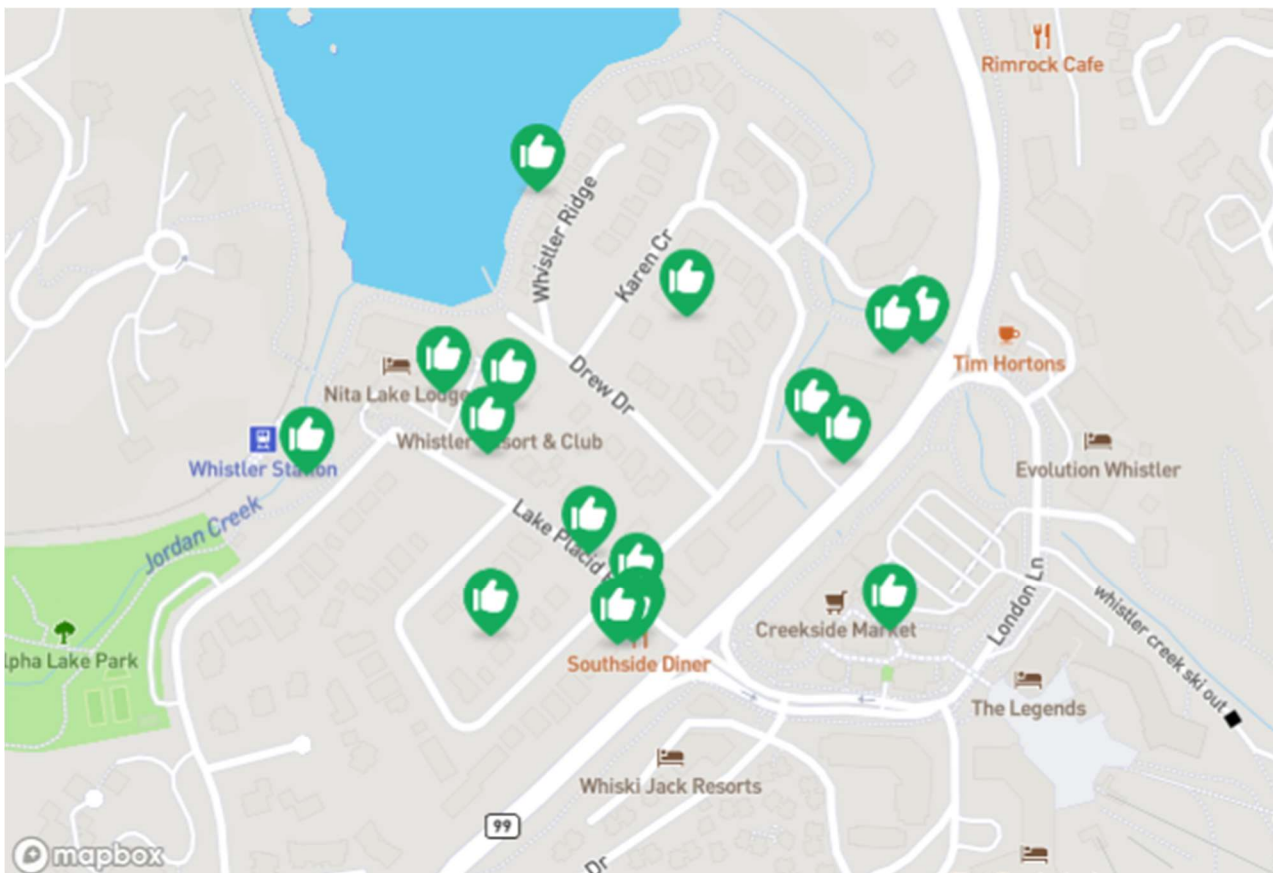 Rimrock Cafe
Whistler Ridge
Karen Cr
Tim Hortons
Drew Dr
Nita Lake Lodge
Whistler Resort & Club
Whistler Station
Evolution Whistler
Jordan Creek
Lake Placid
London Ln
whistler creek ski out
Creekside Market
lpha Lake Park
Southside Diner
The Legends
Whiski Jack Resorts
99
Dr
mapbox